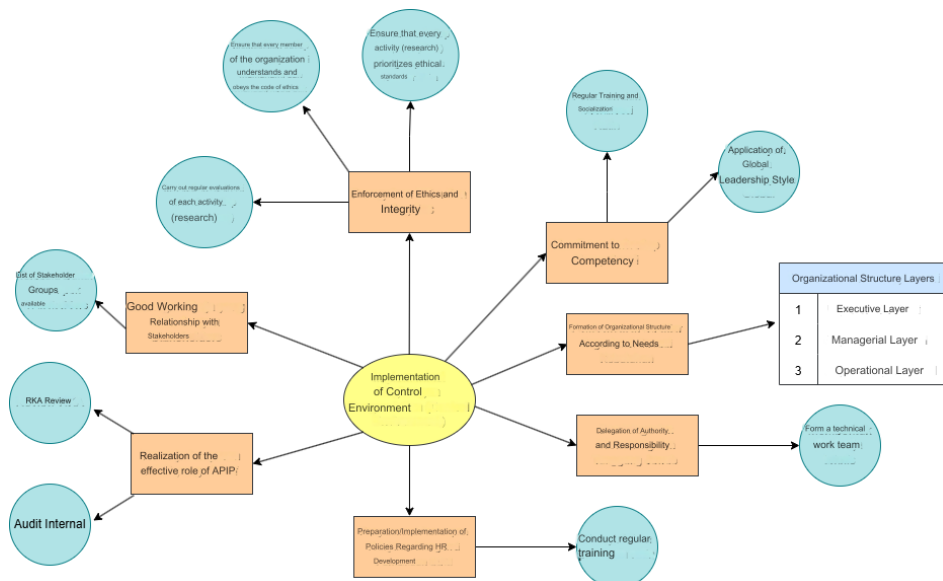 Ensure that every member
of the organization
understands and
obeys the code of ethics
Ensure that every
activity (research)
prioritizes ethical
standards
Carry out regular evaluations
of each activity
(research)
Enforcement of Ethics and
Integrity
Regular Training and
Socialization
Application of
Global
Leadership Style
Commitment to
Competency
List of Stakeholder
Groups
available
Good Working
Relationship with
Stakeholders
Formation of Organizational Structure
According to Needs
Organizational Structure Layers
1 Executive Layer
2 Managerial Layer
3 Operational Layer
Implementation
of Control
Environment
RKA Review
Realization of the
effective role of APIP
Audit Internal
Delegation of Authority
and Responsibility
Form a technical
work team
Preparation/Implementation of
Policies Regarding HR
Development
Conduct regular
training